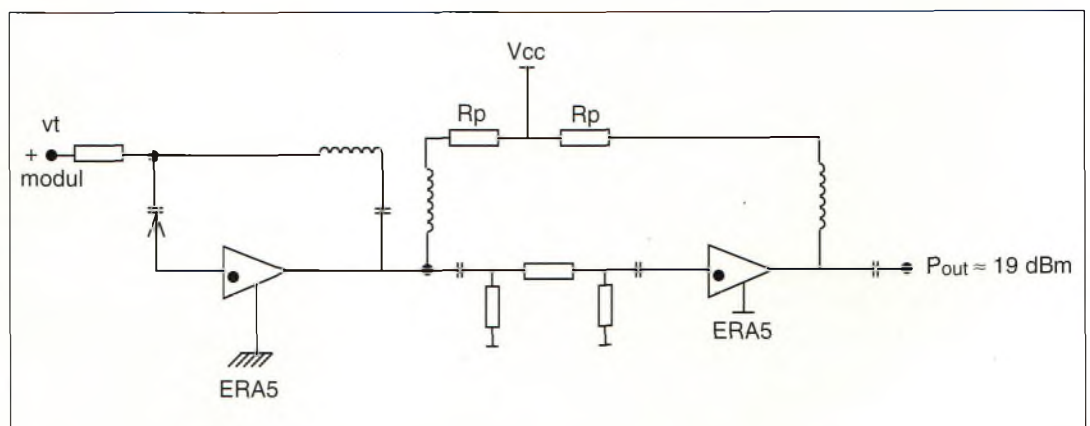 Vcc
Rp Rp
vt
+
modul
ERA5
ERA5
Pout ≈ 19 dBm